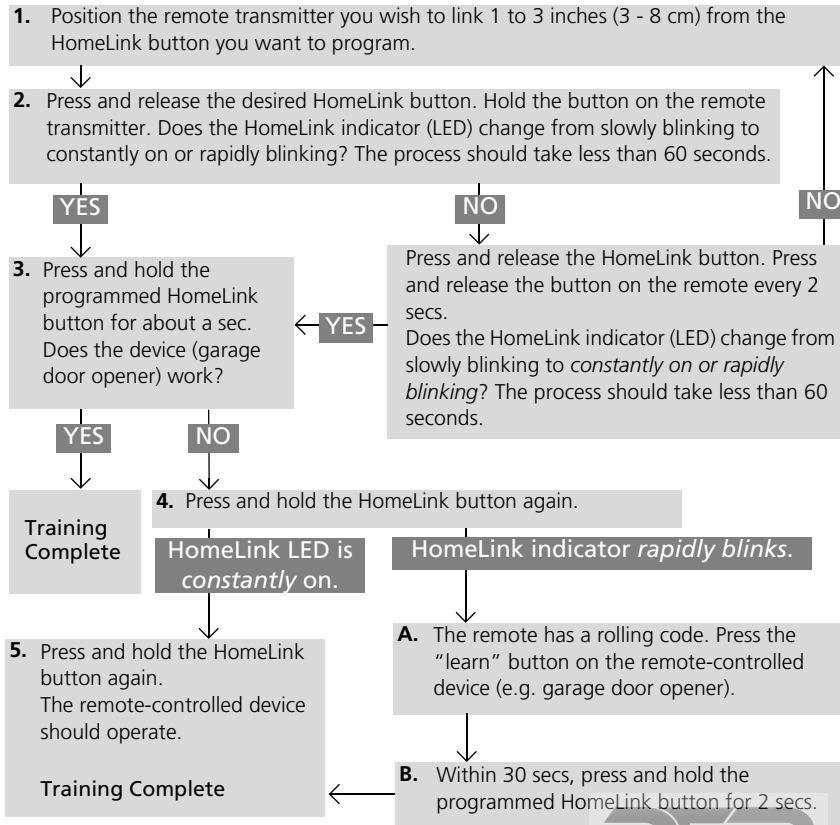 1. Position the remote transmitter you wish to link 1 to 3 inches (3 - 8 cm) from the
HomeLink button you want to program.
2. Press and release the desired HomeLink button. Hold the button on the remote
transmitter. Does the HomeLink indicator (LED) change from slowly blinking to
constantly on or rapidly blinking? The process should take less than 60 seconds.
YES
NO
NO
Press and release the HomeLink button. Press
and release the button on the remote every 2
secs.
Does the HomeLink indicator (LED) change from
slowly blinking to constantly on or rapidly
blinking? The process should take less than 60
seconds.
YES
3. Press and hold the
programmed HomeLink
button for about a sec.
Does the device (garage
door opener) work?
YES
NO
Training
Complete
4. Press and hold the HomeLink button again.
HomeLink LED is
constantly on.
HomeLink indicator rapidly blinks.
A. The remote has a rolling code. Press the
“learn” button on the remote-controlled
device (e.g. garage door opener).
B. Within 30 secs, press and hold the
programmed HomeLink button for 2 secs.
5. Press and hold the HomeLink
button again.
The remote-controlled device
should operate.
Training Complete